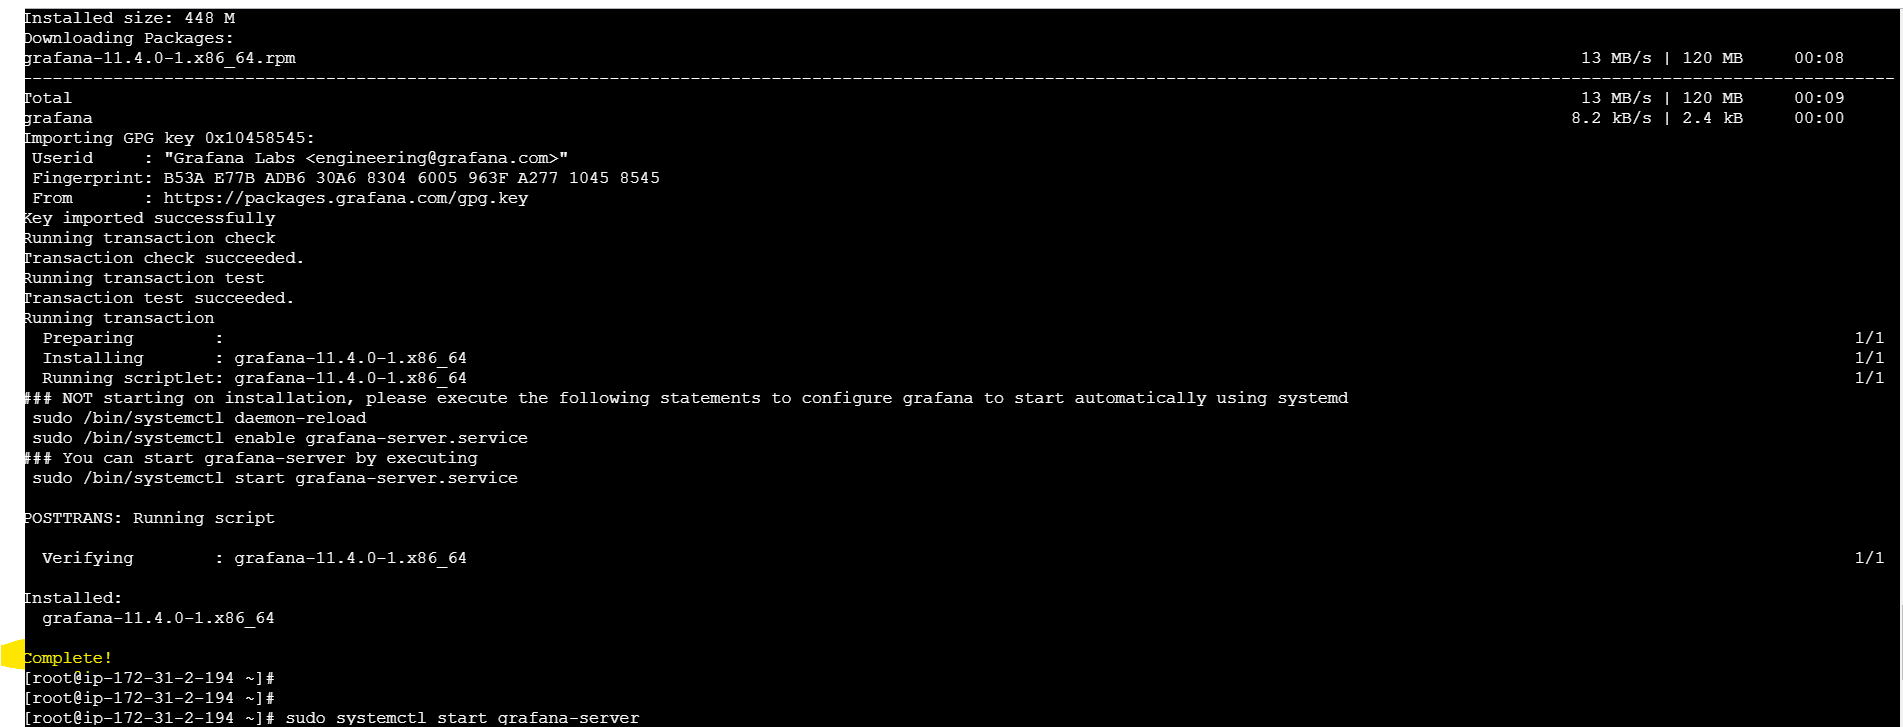 Installed size: 448 M
Downloading Packages:
grafana-11.4.0-1.x86_64.rpm 13 MB/s | 120 MB 00:08
--------------------------------------------------------------------------------
Total 13 MB/s | 120 MB 00:09
grafana 8.2 kB/s | 2.4 kB 00:00
Importing GPG key 0x10458545:
 Userid     : "Grafana Labs <engineering@grafana.com>"
 Fingerprint: B53A E77B ADB6 30A6 8304 6005 963F A277 1045 8545
 From       : https://packages.grafana.com/gpg.key
Key imported successfully
Running transaction check
Transaction check succeeded.
Running transaction test
Transaction test succeeded.
Running transaction
  Preparing        : 1/1
  Installing       : grafana-11.4.0-1.x86_64 1/1
  Running scriptlet: grafana-11.4.0-1.x86_64 1/1
### NOT starting on installation, please execute the following statements to configure grafana to start automatically using systemd
 sudo /bin/systemctl daemon-reload
 sudo /bin/systemctl enable grafana-server.service
### You can start grafana-server by executing
 sudo /bin/systemctl start grafana-server.service
POSTTRANS: Running script
  Verifying        : grafana-11.4.0-1.x86_64 1/1
Installed:
  grafana-11.4.0-1.x86_64
Complete!
[root@ip-172-31-2-194 ~]#
[root@ip-172-31-2-194 ~]#
[root@ip-172-31-2-194 ~]# sudo systemctl start grafana-server